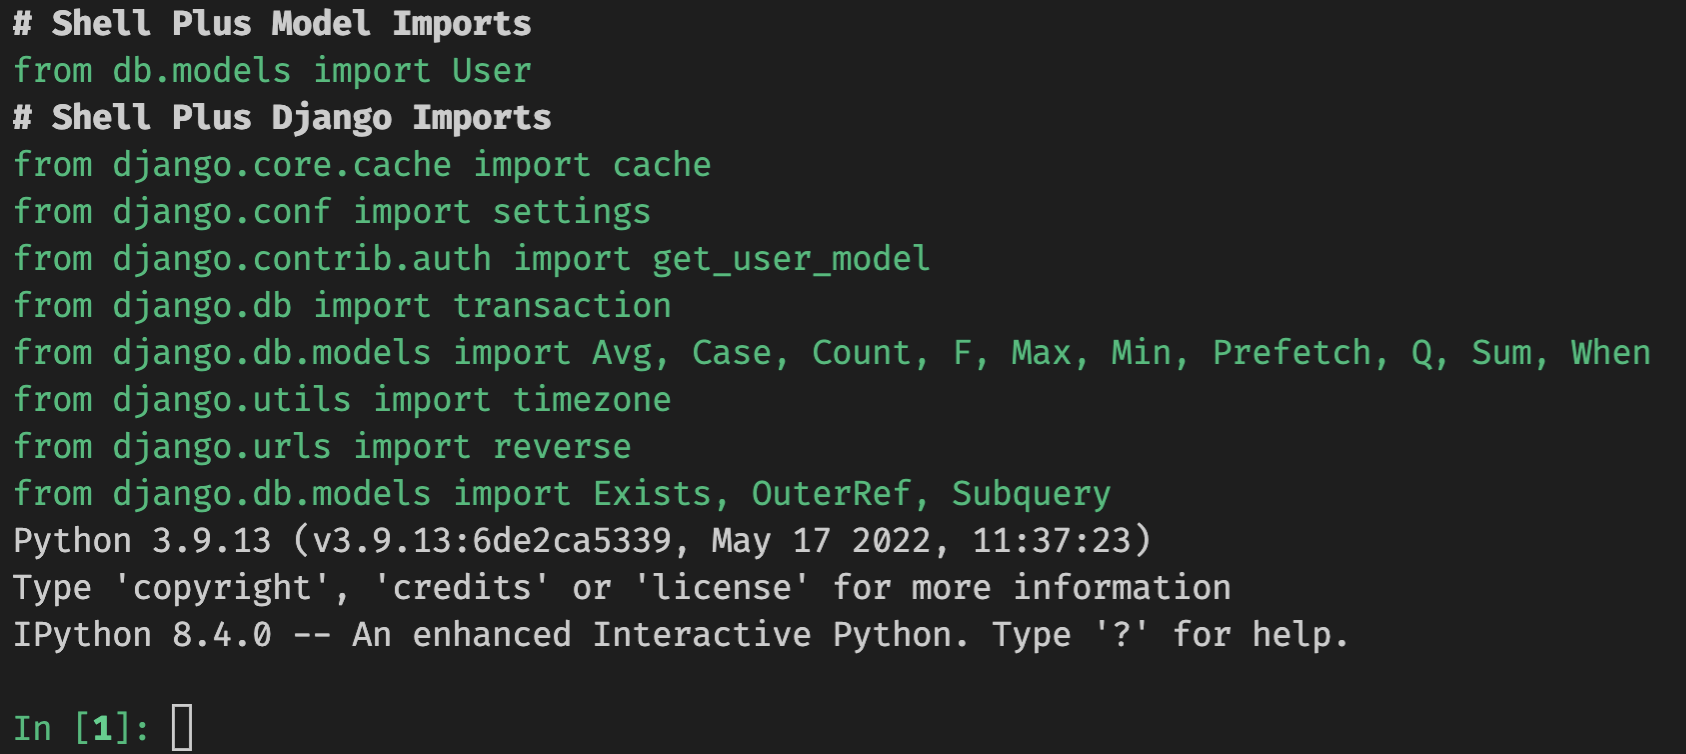 # Shell Plus Model Imports
from db.models import User
# Shell Plus Django Imports
from django.core.cache import cache
from django.conf import settings
from django.contrib.auth import get_user_model
from django.db import transaction
from django.db.models import Avg, Case, Count, F, Max, Min, Prefetch, Q, Sum, When
from django.utils import timezone
from django.urls import reverse
from django.db.models import Exists, OuterRef, Subquery
Python 3.9.13 (v3.9.13:6de2ca5339, May 17 2022, 11:37:23)
Type 'copyright', 'credits' or 'license' for more information
IPython 8.4.0 -- An enhanced Interactive Python. Type '?' for help.
In [1]: